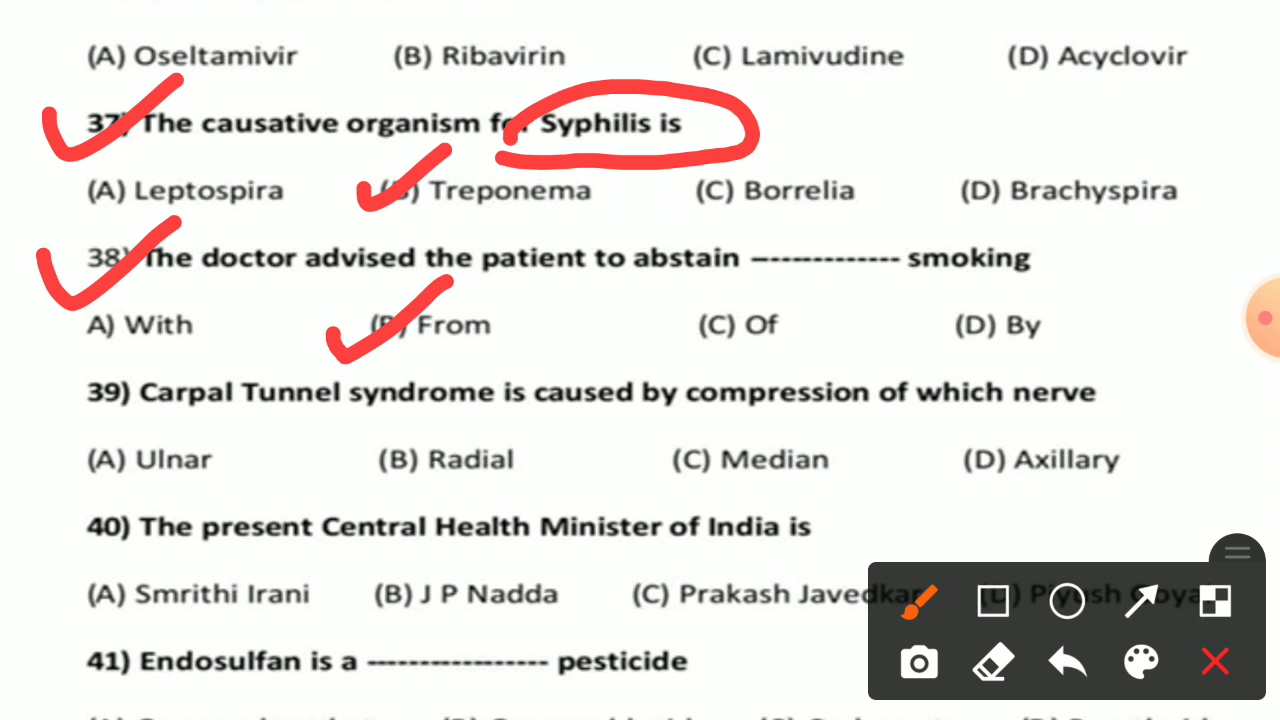 (A) Oseltamivir (B) Ribavirin (C) Lamivudine (D) Acyclovir
37) The causative organism for Syphilis is
(A) Leptospira (B) Treponema (C) Borrelia (D) Brachyspira
38) The doctor advised the patient to abstain ------------- smoking
A) With (B) From (C) Of (D) By
39) Carpal Tunnel syndrome is caused by compression of which nerve
(A) Ulnar (B) Radial (C) Median (D) Axillary
40) The present Central Health Minister of India is
(A) Smrithi Irani (B) J P Nadda (C) Prakash Javedkar (D) Piyush Goyal
41) Endosulfan is a ----------------- pesticide